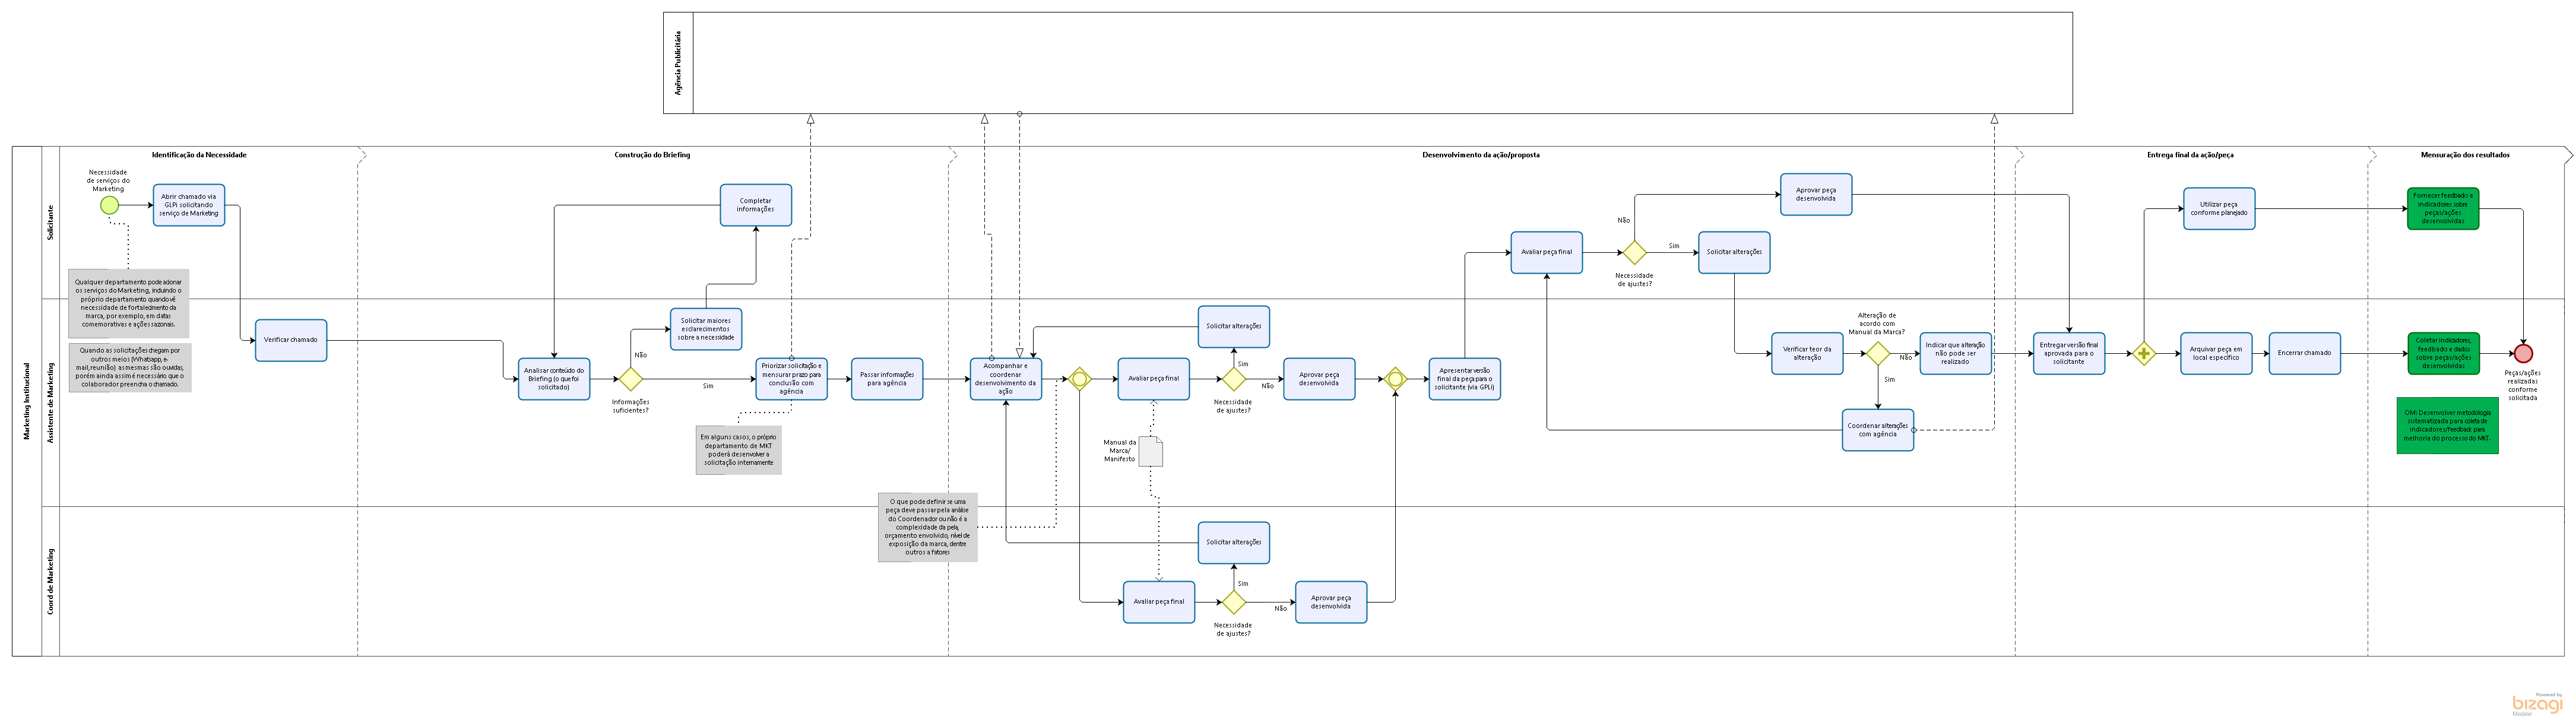 Agência Publicitária
Marketing Institucional
Solicitante
Assistente de Marketing
Coord de Marketing
Identificação da Necessidade
Construção do Briefing
Desenvolvimento da ação/proposta
Entrega final da ação/peça
Mensuração dos resultados
Necessidade
de serviços do
Marketing
Abrir chamado via
GLPi solicitando
serviço de Marketing
Qualquer departamento pode adonar
os serviços do Marketing, incluindo o
próprio departamento quando vê
necessidade de fortalecimento da
marca, por exemplo, em datas
comemorativas e ações sazonais.
Quando as solicitações chegam por
outros meios (Whatsapp, e-
mail,reunião) as mesmas são ouvidas,
porém ainda assim é necessário que o
colaborador preencha o chamado.
Verificar chamado
Completar
informações
Solicitar maiores
esclarecimentos
sobre a necessidade
Analisar conteúdo do
Briefing (o que foi
solicitado)
Não
Sim
Informações
suficientes?
Priorizar solicitação e
mensurar prazo para
conclusão com
agência
Passar informações
para agência
Em alguns casos, o próprio
departamento de MKT
poderá desenvolver a
solicitação internamente
O que pode definir se uma
peça deve passar pela análise
do Coordenador ou não é a
complexidade da pela,
orçamento envolvido, nível de
exposição da marca, dentre
outros a fatores
Acompanhar e
coordenar
desenvolvimento da
ação
Avaliar peça final
Solicitar alterações
Sim
Não
Necessidade
de ajustes?
Aprovar peça
desenvolvida
Manual da
Marca/
Manifesto
Solicitar alterações
Avaliar peça final
Sim
Não
Necessidade
de ajustes?
Aprovar peça
desenvolvida
Apresentar versão
final da peça para o
solicitante (via GPLi)
Avaliar peça final
Não
Sim
Necessidade
de ajustes?
Solicitar alterações
Aprovar peça
desenvolvida
Verificar teor da
alteração
Alteração de
acordo com
Manual da Marca?
Não
Sim
Indicar que alteração
não pode ser
realizado
Coordenar alterações
com agência
Entregar versão final
aprovada para o
solicitante
Utilizar peça
conforme planejado
Arquivar peça em
local específico
Encerrar chamado
Fornecer feedbacks e
indicadores sobre
peças/ações
desenvolvidas
Coletar indicadores,
feedbacks e dados
sobre peças/ações
desenvolvidas
Peças/ações
realizadas
conforme
solicitada
OM: Desenvolver metodologia
sistematizada para coleta de
indicadores/feedback para
melhoria do processo do MKT.
Powered by
bizagi
Modeler